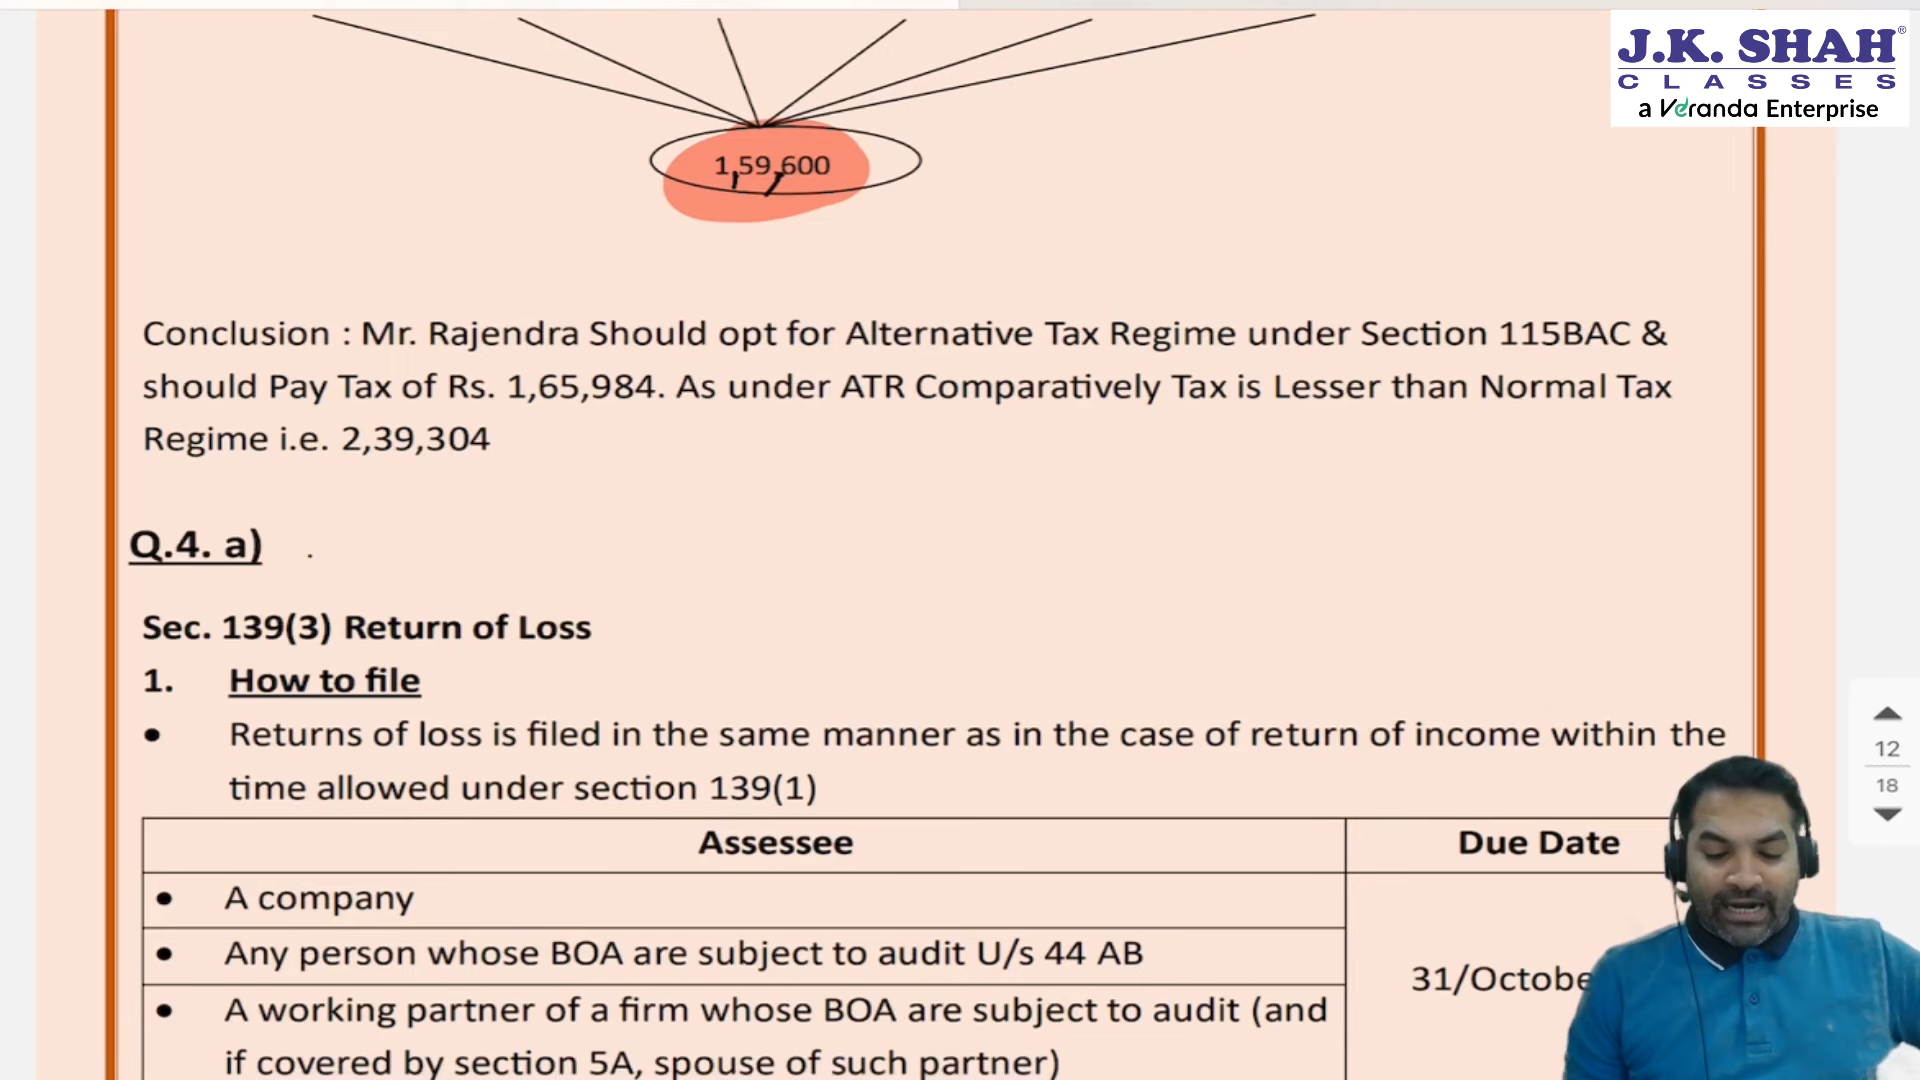 J.K. SHAH®
CLASSES
a Veranda Enterprise
1,59,600
Conclusion : Mr. Rajendra Should opt for Alternative Tax Regime under Section 115BAC &
should Pay Tax of Rs. 1,65,984. As under ATR Comparatively Tax is Lesser than Normal Tax
Regime i.e. 2,39,304
Q.4. a) .
Sec. 139(3) Return of Loss
1. How to file
• Returns of loss is filed in the same manner as in the case of return of income within the
time allowed under section 139(1)
Assessee Due Date
• A company
• Any person whose BOA are subject to audit U/s 44 AB
31/Octobe
• A working partner of a firm whose BOA are subject to audit (and
if covered by section 5A, spouse of such partner)
12
18